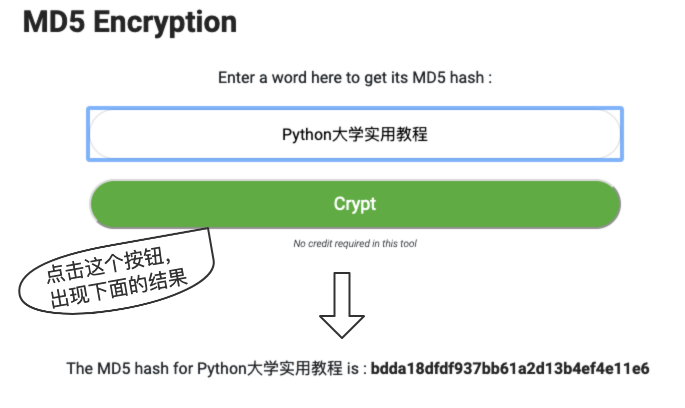 MD5 Encryption
Enter a word here to get its MD5 hash :
Python大学实用教程
Crypt
No credit required in this tool
点击这个按钮，
出现下面的结果
The MD5 hash for Python大学实用教程 is : bdda18dfdf937bb61a2d13b4ef4e11e6